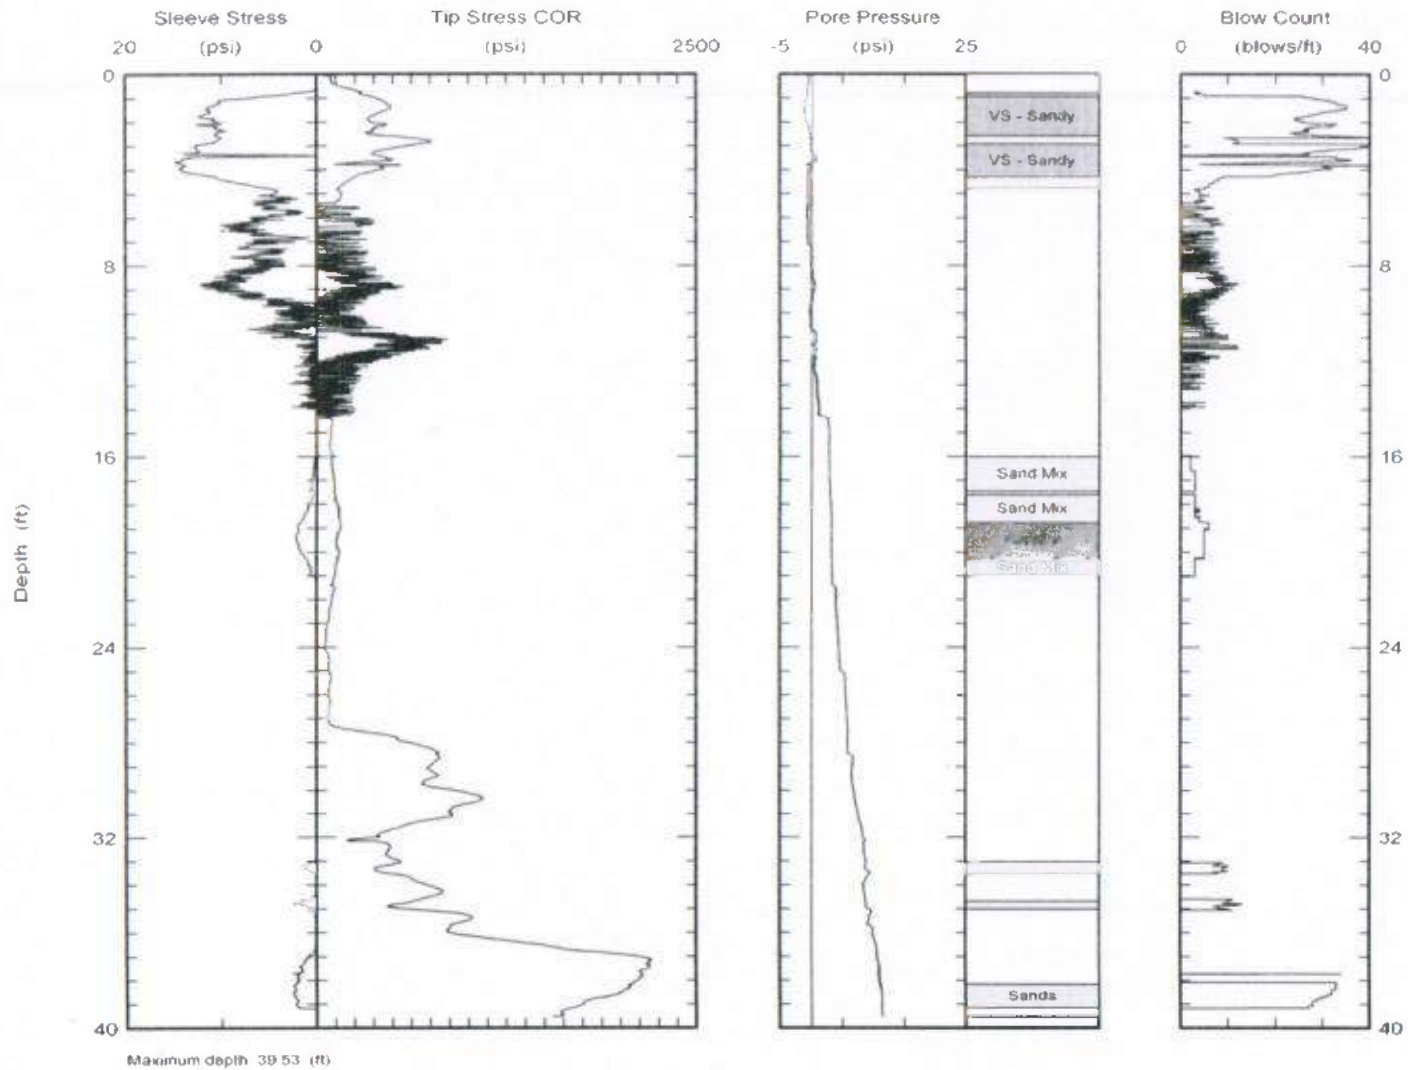 Sleeve Stress Tip Stress COR Pore Pressure Blow Count
20 (psi) 0 (psi) 2500 -5 (psi) 25 0 (blows/ft) 40
0 0
VS - Sandy
VS - Sandy
8 8
16 16
Sand Mix
Sand Mix
Sand Mix
Depth (ft)
24 24
32 32
Sands
40 40
Maximum depth 39.53 (ft)